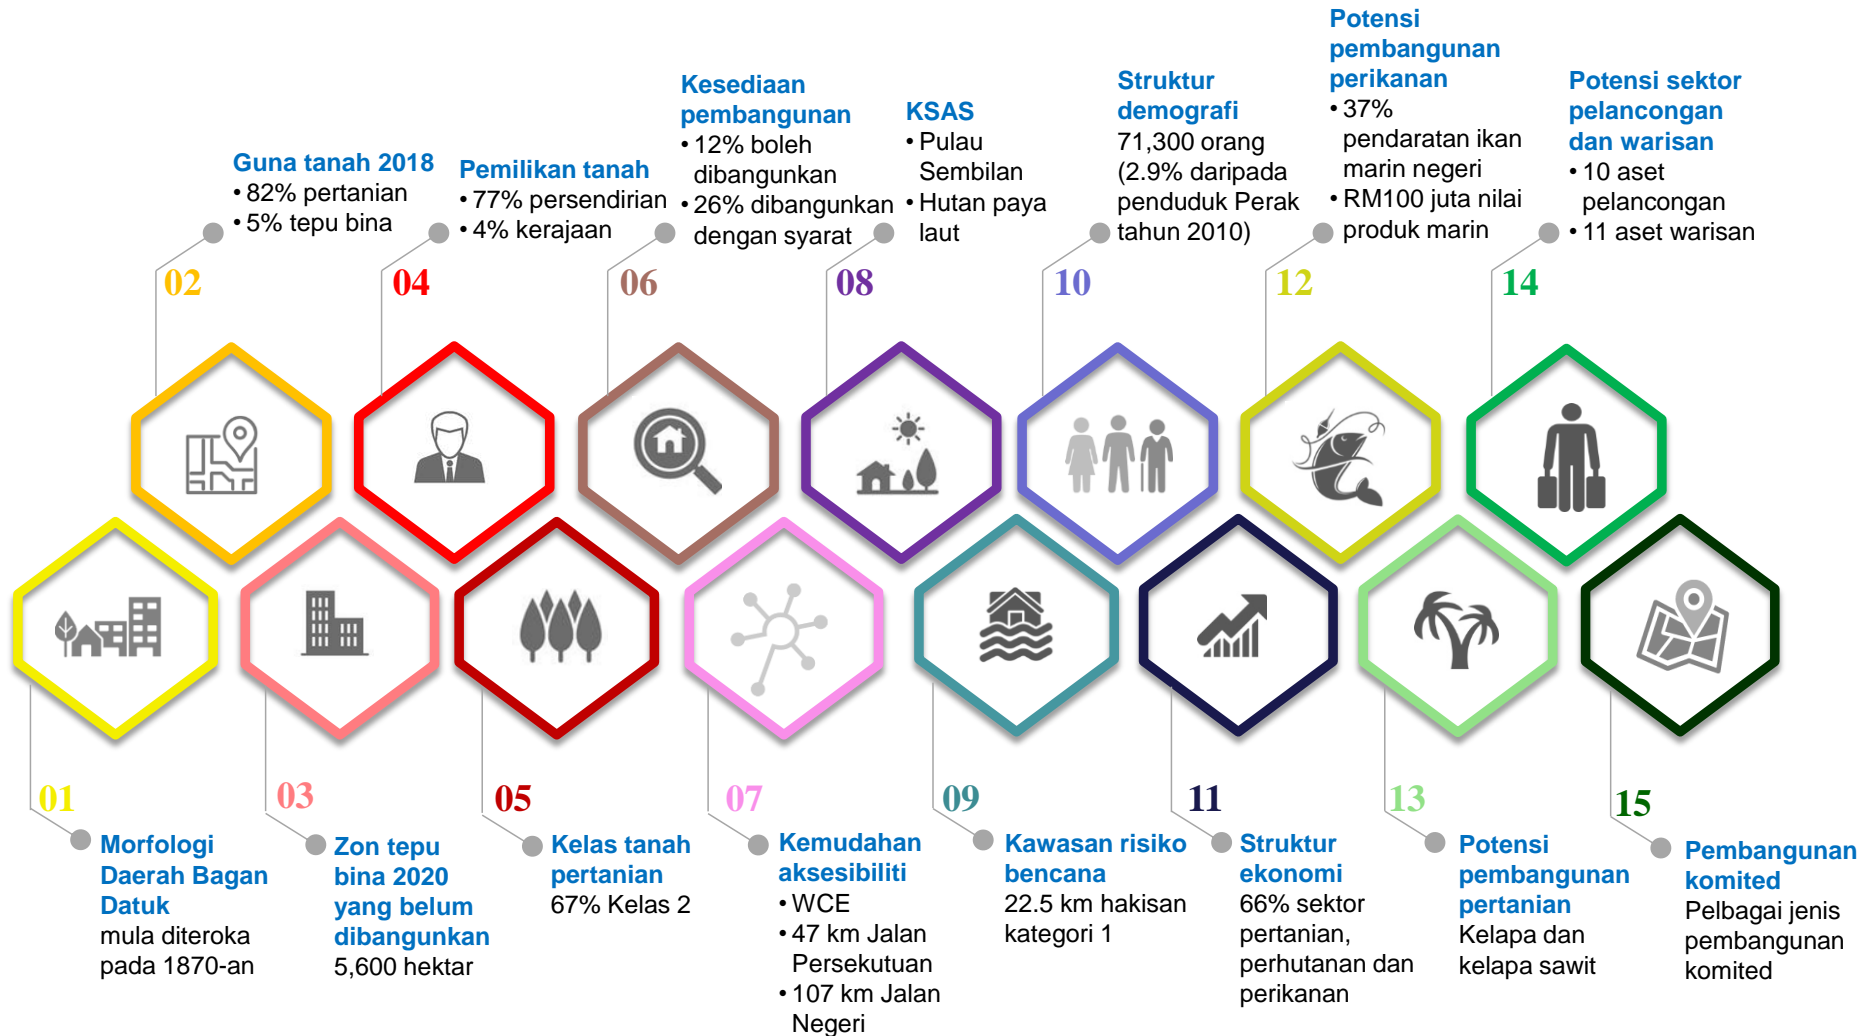 01
Morfologi
Daerah Bagan
Datuk
mula diteroka
pada 1870-an
02
Guna tanah 2018
• 82% pertanian
• 5% tepu bina
03
Zon tepu
bina 2020
yang belum
dibangunkan
5,600 hektar
04
Pemilikan tanah
• 77% persendirian
• 4% kerajaan
05
Kelas tanah
pertanian
67% Kelas 2
06
Kesediaan
pembangunan
• 12% boleh
dibangunkan
• 26% dibangunkan
dengan syarat
07
Kemudahan
aksesibiliti
• WCE
• 47 km Jalan
Persekutuan
• 107 km Jalan
Negeri
08
KSAS
• Pulau
Sembilan
• Hutan paya
laut
09
Kawasan risiko
bencana
22.5 km hakisan
kategori 1
10
Struktur
demografi
71,300 orang
(2.9% daripada
penduduk Perak
tahun 2010)
11
Struktur
ekonomi
66% sektor
pertanian,
perhutanan dan
perikanan
12
Potensi
pembangunan
perikanan
• 37%
pendaratan ikan
marin negeri
• RM100 juta nilai
produk marin
13
Potensi
pembangunan
pertanian
Kelapa dan
kelapa sawit
14
Potensi sektor
pelancongan
dan warisan
• 10 aset
pelancongan
• 11 aset warisan
15
Pembangunan
komited
Pelbagai jenis
pembangunan
komited